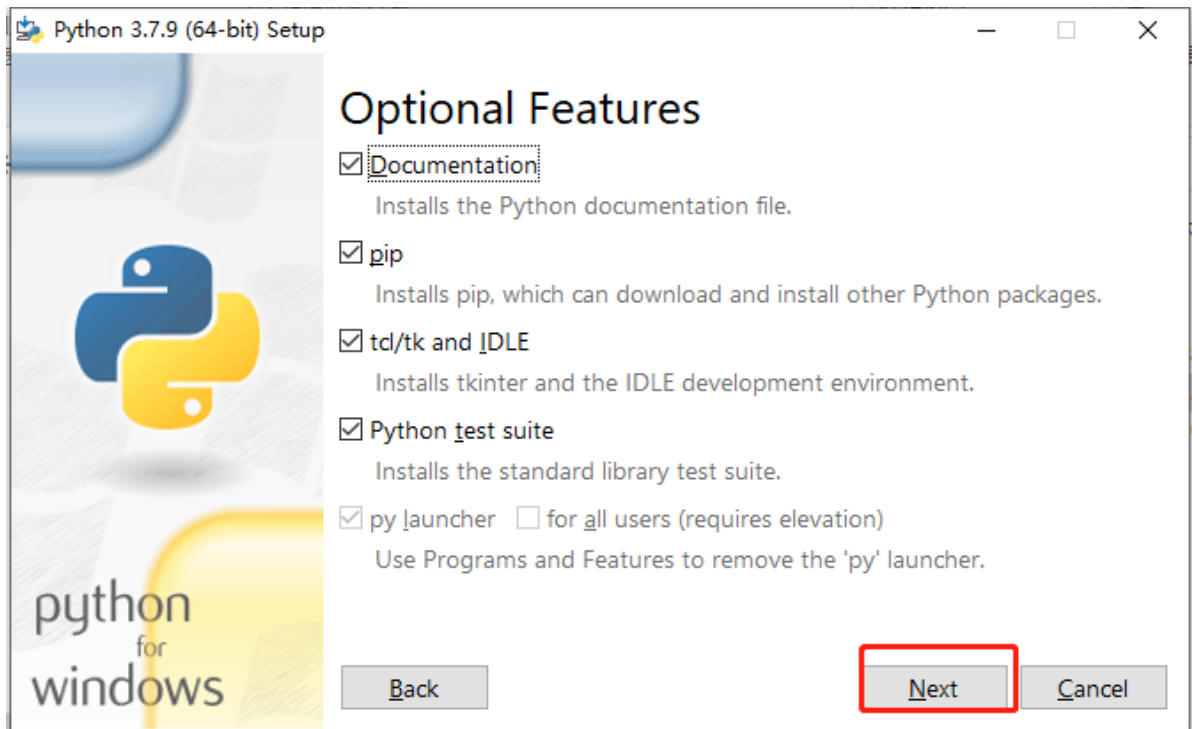 Python 3.7.9 (64-bit) Setup
Optional Features
Documentation
Installs the Python documentation file.
pip
Installs pip, which can download and install other Python packages.
tcl/tk and IDLE
Installs tkinter and the IDLE development environment.
Python test suite
Installs the standard library test suite.
py launcher for all users (requires elevation)
Use Programs and Features to remove the 'py' launcher.
python
for
windows
Back Next Cancel